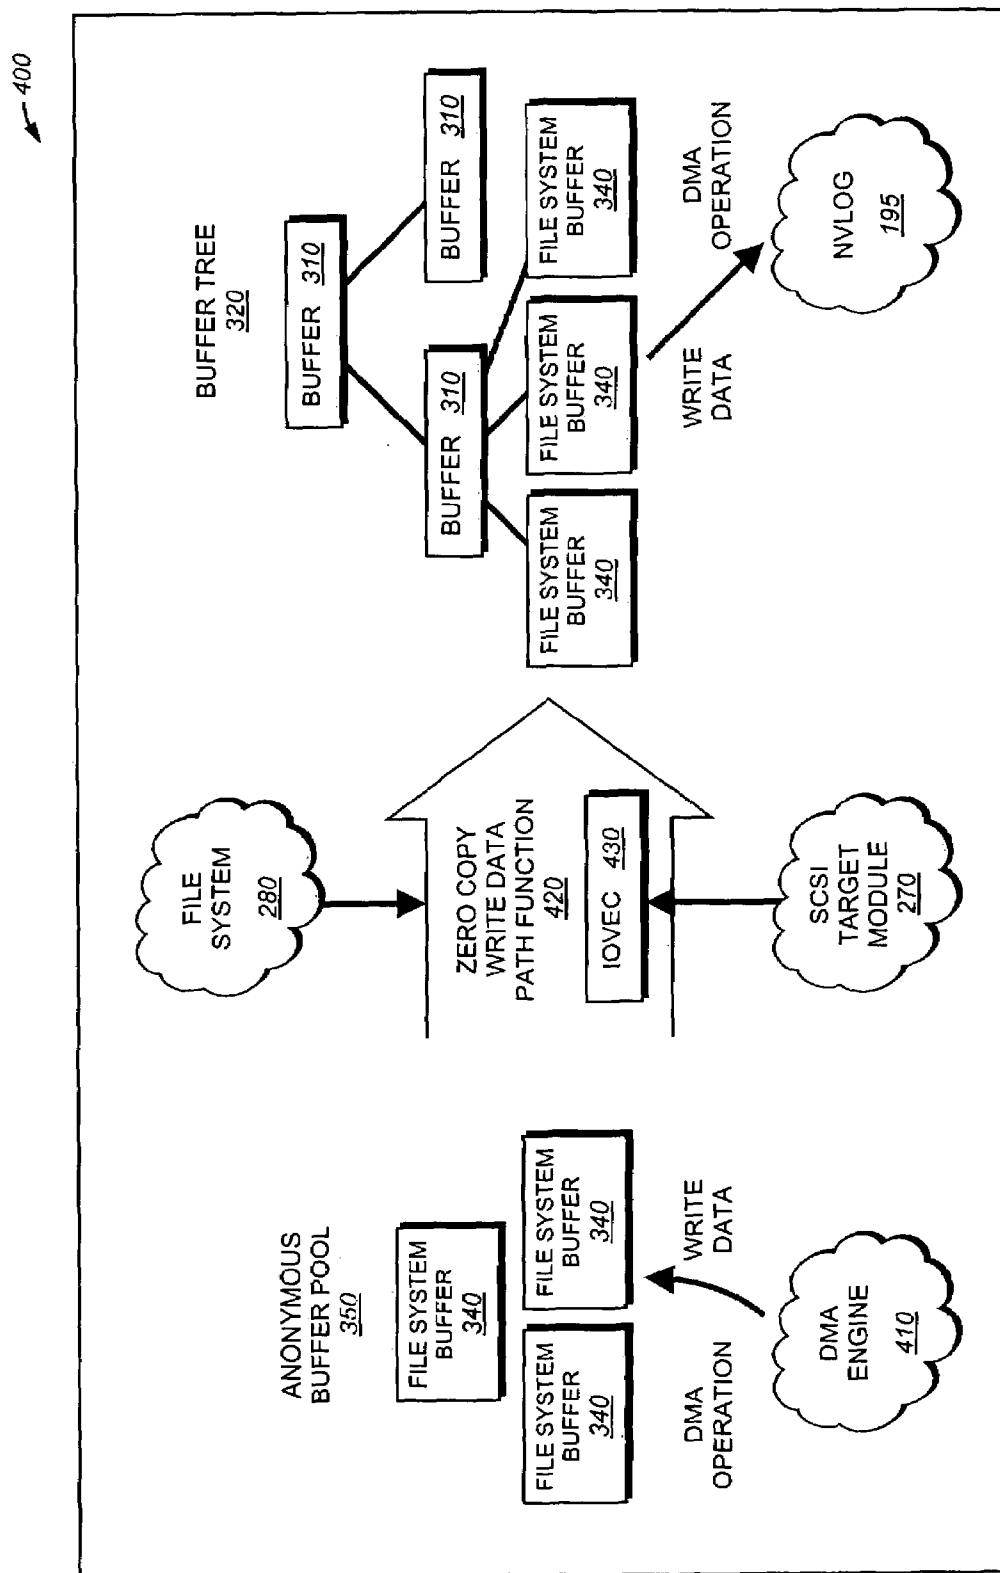 400
ANONYMOUS
BUFFER POOL
350
FILE SYSTEM
BUFFER
340
FILE SYSTEM
BUFFER
340
FILE SYSTEM
BUFFER
340
DMA
OPERATION
WRITE
DATA
DMA
ENGINE
410
FILE
SYSTEM
280
ZERO COPY
WRITE DATA
PATH FUNCTION
420
IOVEC 430
SCSI
TARGET
MODULE
270
BUFFER TREE
320
BUFFER 310
BUFFER 310
BUFFER 310
FILE SYSTEM
BUFFER
340
FILE SYSTEM
BUFFER
340
FILE SYSTEM
BUFFER
340
WRITE
DATA
DMA
OPERATION
NVLOG
195